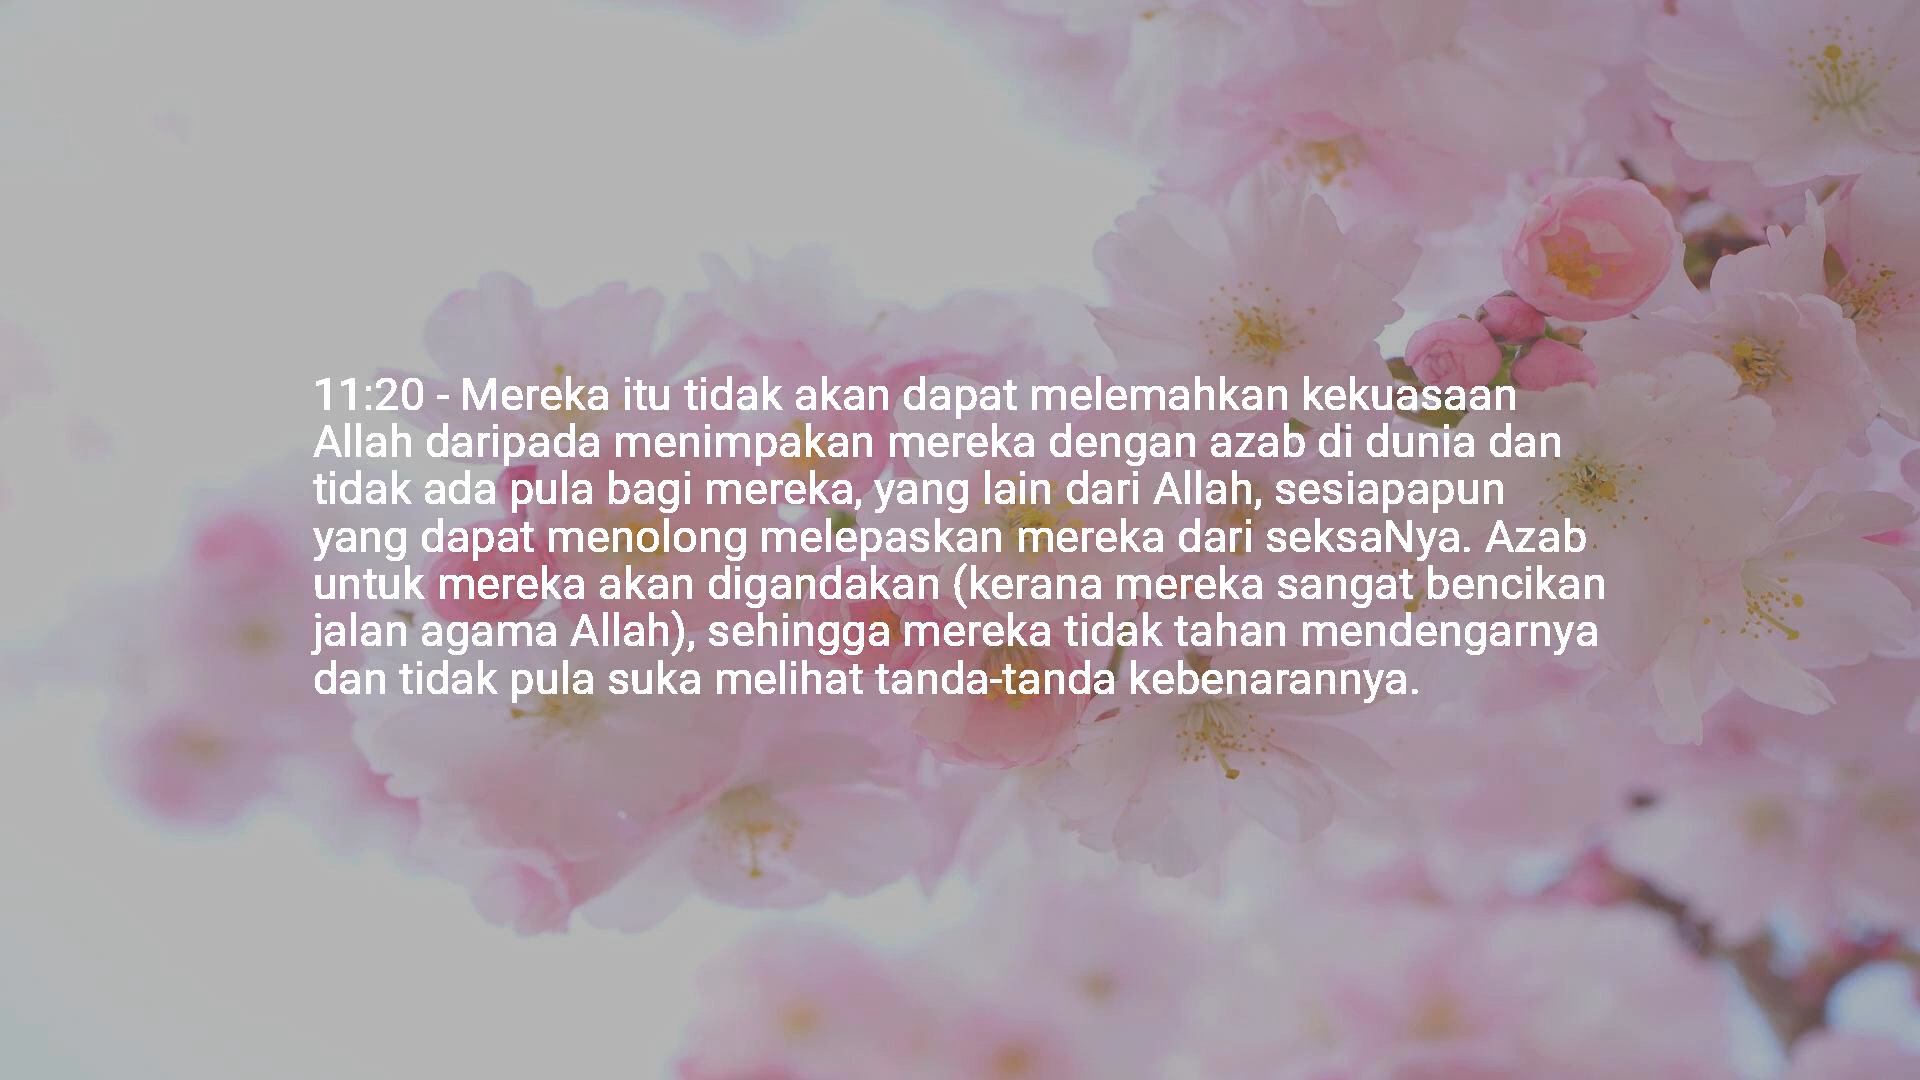 11:20 - Mereka itu tidak akan dapat melemahkan kekuasaan
Allah daripada menimpakan mereka dengan azab di dunia dan
tidak ada pula bagi mereka, yang lain dari Allah, sesiapapun
yang dapat menolong melepaskan mereka dari seksaNya. Azab
untuk mereka akan digandakan (kerana mereka sangat bencikan
jalan agama Allah), sehingga mereka tidak tahan mendengarnya
dan tidak pula suka melihat tanda-tanda kebenarannya.